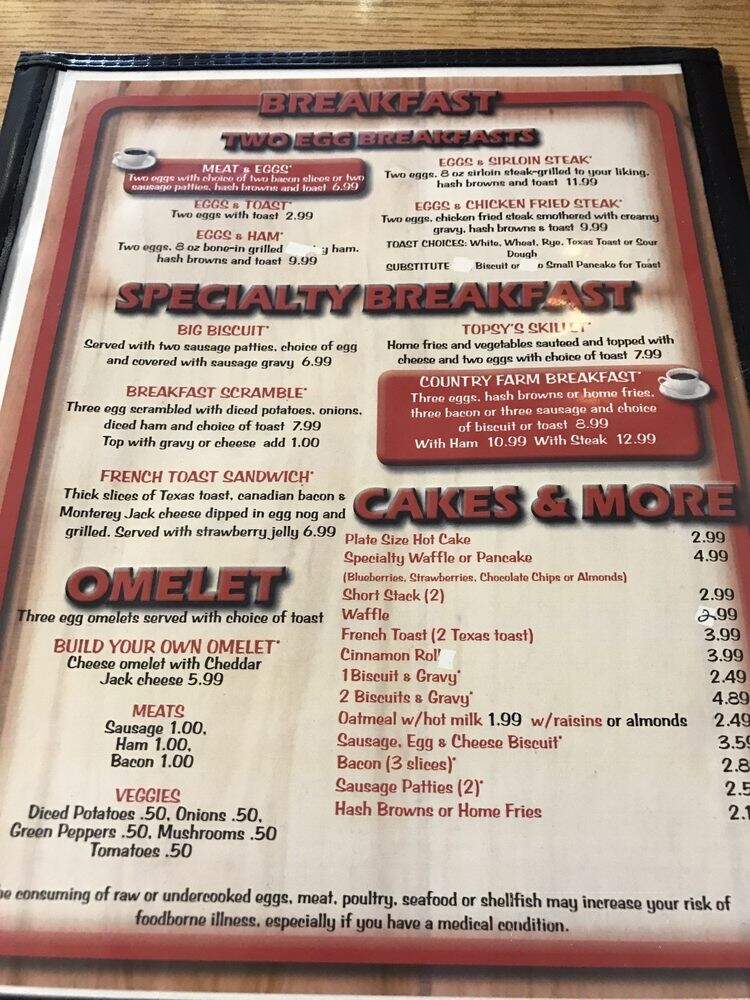 BREAKFAST
TWO EGG BREAKFASTS
MEAT & EGGS*
Two eggs with choice of two bacon slices or two
sausage patties, hash browns and toast 6.99
EGGS & TOAST*
Two eggs with toast 2.99
EGGS & HAM*
Two eggs, 8 oz bone-in grilled ham,
hash browns and toast 9.99
EGGS & SIRLOIN STEAK*
Two eggs, 8 oz sirloin steak-grilled to your liking,
hash browns and toast 11.99
EGGS & CHICKEN FRIED STEAK*
Two eggs, chicken fried steak smothered with creamy
gravy, hash browns & toast 9.99
TOAST CHOICES: White, Wheat, Rye, Texas Toast or Sour
Dough
SUBSTITUTE Biscuit or Small Pancake for Toast
SPECIALTY BREAKFAST
BIG BISCUIT*
Served with two sausage patties, choice of egg
and covered with sausage gravy 6.99
BREAKFAST SCRAMBLE*
Three egg scrambled with diced potatoes, onions,
diced ham and choice of toast 7.99
Top with gravy or cheese add 1.00
FRENCH TOAST SANDWICH*
Thick slices of Texas toast, canadian bacon &
Monterey Jack cheese dipped in egg nog and
grilled. Served with strawberry jelly 6.99
TOPSY'S SKILLET*
Home fries and vegetables sauteed and topped with
cheese and two eggs with choice of toast 7.99
COUNTRY FARM BREAKFAST*
Three eggs, hash browns or home fries,
three bacon or three sausage and choice
of biscuit or toast 8.99
With Ham 10.99 With Steak 12.99
OMELET
Three egg omelets served with choice of toast
BUILD YOUR OWN OMELET*
Cheese omelet with Cheddar
Jack cheese 5.99
MEATS
Sausage 1.00,
Ham 1.00,
Bacon 1.00
VEGGIES
Diced Potatoes .50, Onions .50,
Green Peppers .50, Mushrooms .50
Tomatoes .50
CAKES & MORE
Plate Size Hot Cake 2.99
Specialty Waffle or Pancake 4.99
(Blueberries, Strawberries, Chocolate Chips or Almonds)
Short Stack (2) 2.99
Waffle 2.99
French Toast (2 Texas toast) 3.99
Cinnamon Roll 3.99
1 Biscuit & Gravy* 2.49
2 Biscuits & Gravy* 4.89
Oatmeal w/hot milk 1.99 w/raisins or almonds 2.49
Sausage, Egg & Cheese Biscuit* 3.59
Bacon (3 slices)*
Sausage Patties (2)*
Hash Browns or Home Fries
consuming of raw or undercooked eggs, meat, poultry, seafood or shellfish may increase your risk of
foodborne illness, especially if you have a medical condition.